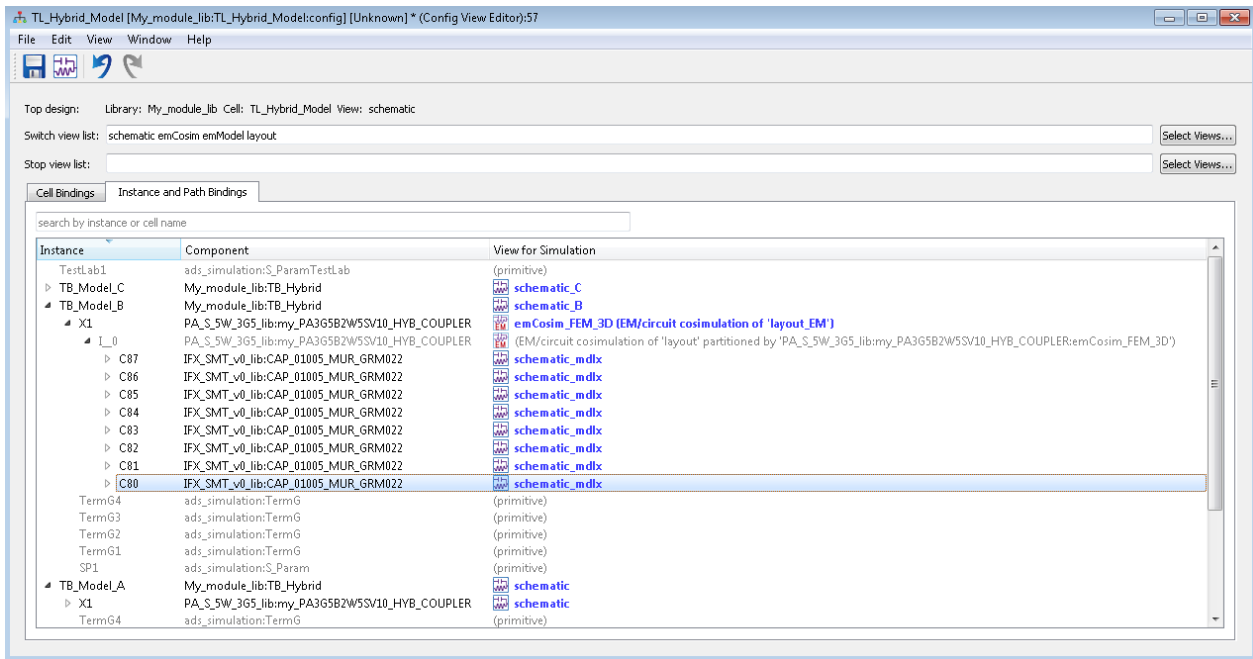 TL_Hybrid_Model [My_module_lib:TL_Hybrid_Model:config] [Unknown] * (Config View Editor):57
File Edit View Window Help
Top design: Library: My_module_lib Cell: TL_Hybrid_Model View: schematic
Switch view list: schematic emCosim emModel layout Select Views...
Stop view list: Select Views...
Cell Bindings Instance and Path Bindings
search by instance or cell name
Instance Component View for Simulation
TestLab1 ads_simulation:S_ParamTestLab (primitive)
TB_Model_C My_module_lib:TB_Hybrid schematic_C
TB_Model_B My_module_lib:TB_Hybrid schematic_B
X1 PA_S_5W_3G5_lib:my_PA3G5B2W5SV10_HYB_COUPLER EM emCosim_FEM_3D (EM/circuit cosimulation of 'layout_EM')
I_0 PA_S_5W_3G5_lib:my_PA3G5B2W5SV10_HYB_COUPLER EM (EM/circuit cosimulation of 'layout' partitioned by 'PA_S_5W_3G5_lib:my_PA3G5B2W5SV10_HYB_COUPLER:emCosim_FEM_3D')
C87 IFX_SMT_v0_lib:CAP_01005_MUR_GRM022 schematic_mdlx
C86 IFX_SMT_v0_lib:CAP_01005_MUR_GRM022 schematic_mdlx
C85 IFX_SMT_v0_lib:CAP_01005_MUR_GRM022 schematic_mdlx
C84 IFX_SMT_v0_lib:CAP_01005_MUR_GRM022 schematic_mdlx
C83 IFX_SMT_v0_lib:CAP_01005_MUR_GRM022 schematic_mdlx
C82 IFX_SMT_v0_lib:CAP_01005_MUR_GRM022 schematic_mdlx
C81 IFX_SMT_v0_lib:CAP_01005_MUR_GRM022 schematic_mdlx
C80 IFX_SMT_v0_lib:CAP_01005_MUR_GRM022 schematic_mdlx
TermG4 ads_simulation:TermG (primitive)
TermG3 ads_simulation:TermG (primitive)
TermG2 ads_simulation:TermG (primitive)
TermG1 ads_simulation:TermG (primitive)
SP1 ads_simulation:S_Param (primitive)
TB_Model_A My_module_lib:TB_Hybrid schematic
X1 PA_S_5W_3G5_lib:my_PA3G5B2W5SV10_HYB_COUPLER schematic
TermG4 ads_simulation:TermG (primitive)